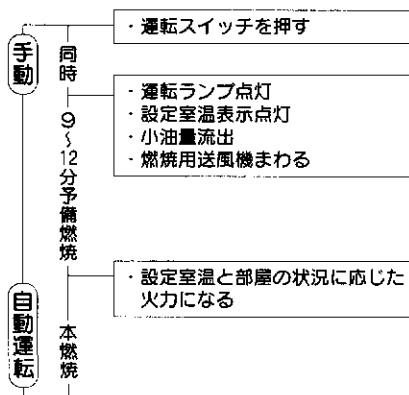 手動
同時
・運転スイッチを押す
9〜12分予備燃焼
・運転ランプ点灯
・設定室温表示点灯
・小油量流出
・燃焼用送風機まわる
自動運転
本燃焼
・設定室温と部屋の状況に応じた
火力になる